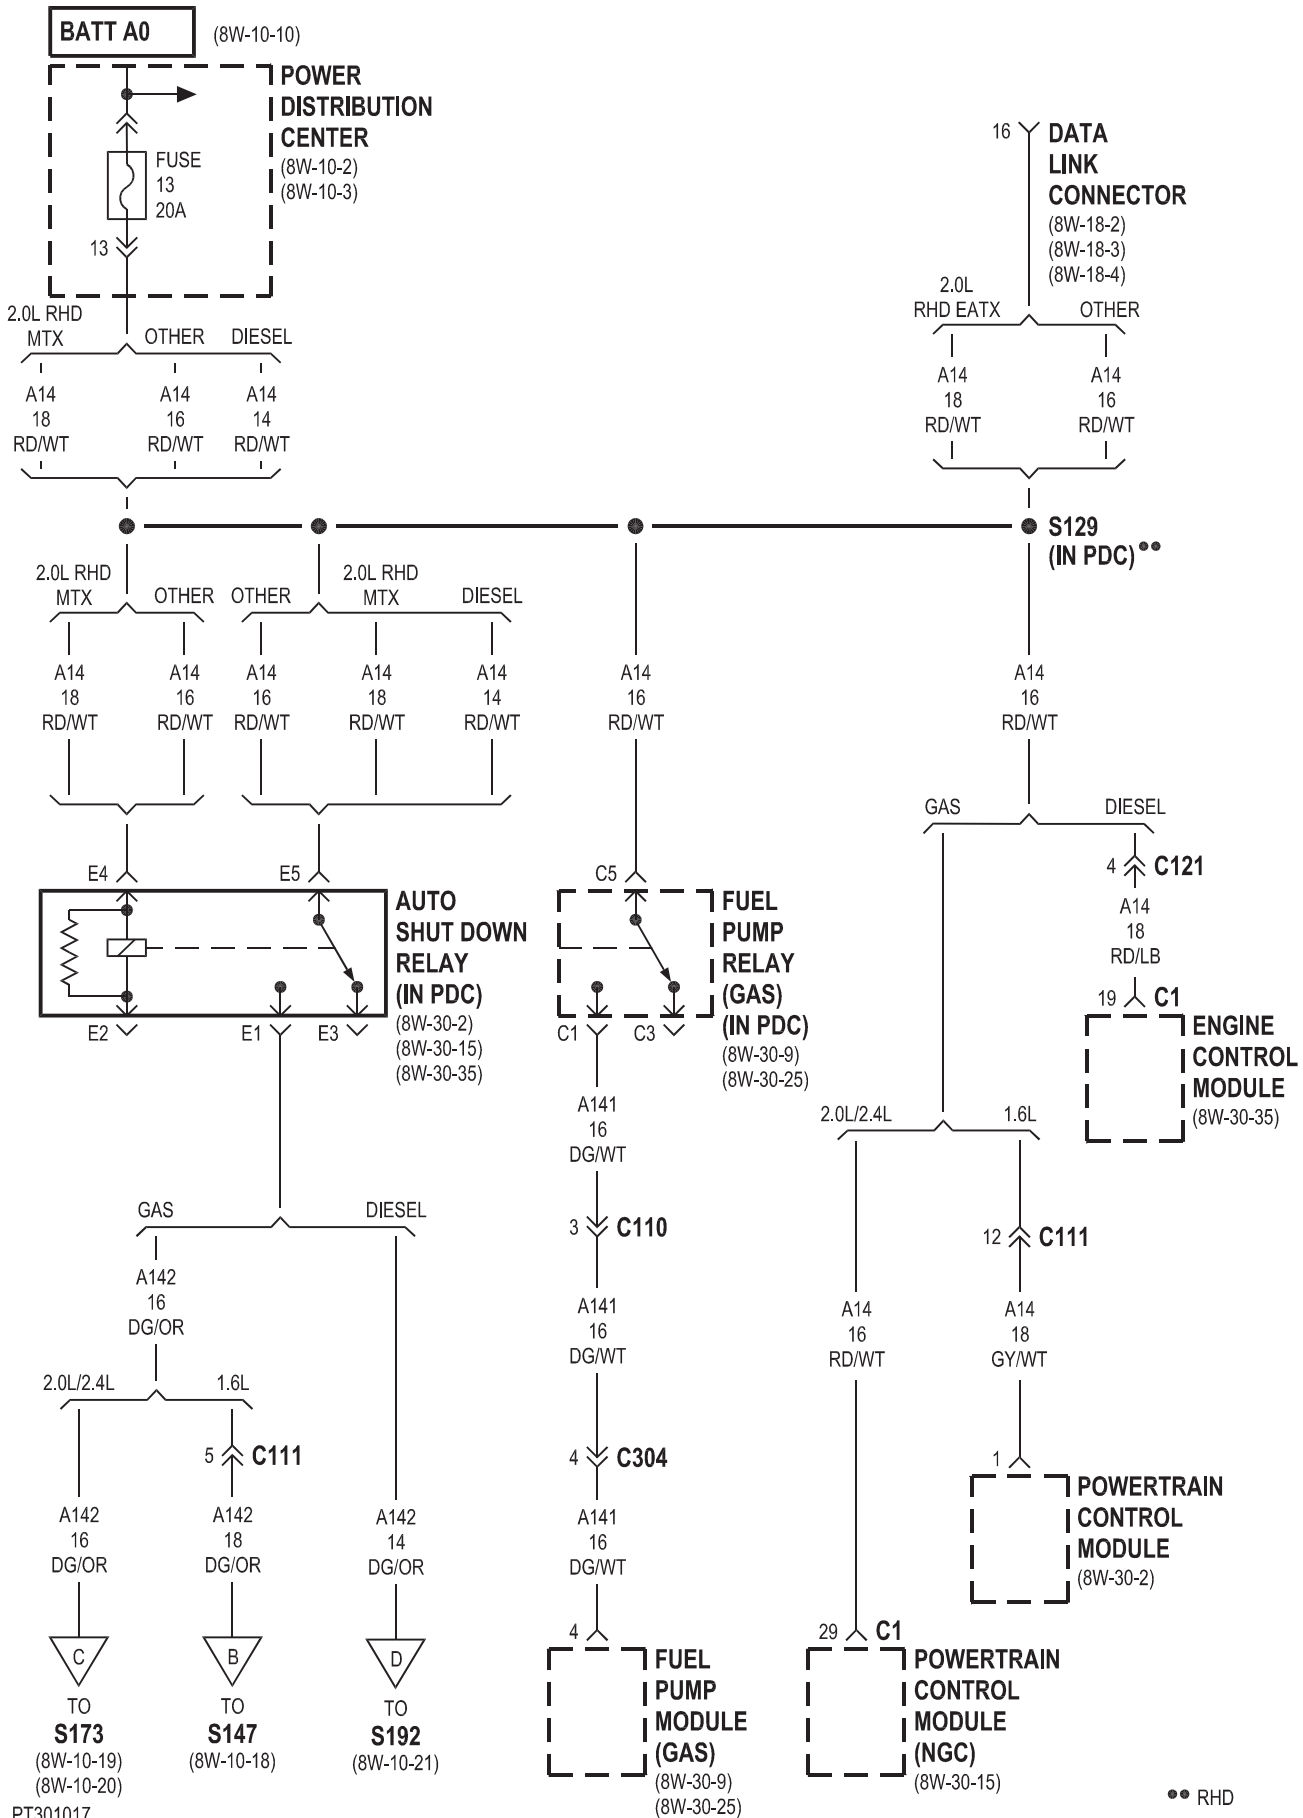 BATT A0 (8W-10-10)
POWER
DISTRIBUTION
CENTER
(8W-10-2)
(8W-10-3)
FUSE
13
20A
13
16
DATA
LINK
CONNECTOR
(8W-18-2)
(8W-18-3)
(8W-18-4)
2.0L RHD
MTX
OTHER
DIESEL
A14
18
RD/WT
A14
16
RD/WT
A14
14
RD/WT
2.0L
RHD EATX
OTHER
A14
18
RD/WT
A14
16
RD/WT
S129
(IN PDC) ••
2.0L RHD
MTX
OTHER
OTHER
2.0L RHD
MTX
DIESEL
A14
18
RD/WT
A14
16
RD/WT
A14
16
RD/WT
A14
18
RD/WT
A14
14
RD/WT
A14
16
RD/WT
A14
16
RD/WT
GAS
DIESEL
4 C121
A14
18
RD/LB
19 C1
ENGINE
CONTROL
MODULE
(8W-30-35)
E4
E5
AUTO
SHUT DOWN
RELAY
(IN PDC)
(8W-30-2)
(8W-30-15)
(8W-30-35)
E2
E1
E3
C5
FUEL
PUMP
RELAY
(GAS)
(IN PDC)
(8W-30-9)
(8W-30-25)
C1
C3
A141
16
DG/WT
3 C110
A141
16
DG/WT
4 C304
A141
16
DG/WT
4
FUEL
PUMP
MODULE
(GAS)
(8W-30-9)
(8W-30-25)
2.0L/2.4L
1.6L
12 C111
A14
16
RD/WT
A14
18
GY/WT
1
POWERTRAIN
CONTROL
MODULE
(8W-30-2)
29 C1
POWERTRAIN
CONTROL
MODULE
(NGC)
(8W-30-15)
GAS
DIESEL
A142
16
DG/OR
2.0L/2.4L
1.6L
5 C111
A142
16
DG/OR
A142
18
DG/OR
A142
14
DG/OR
C
TO
S173
(8W-10-19)
(8W-10-20)
B
TO
S147
(8W-10-18)
D
TO
S192
(8W-10-21)
•• RHD
PT301017